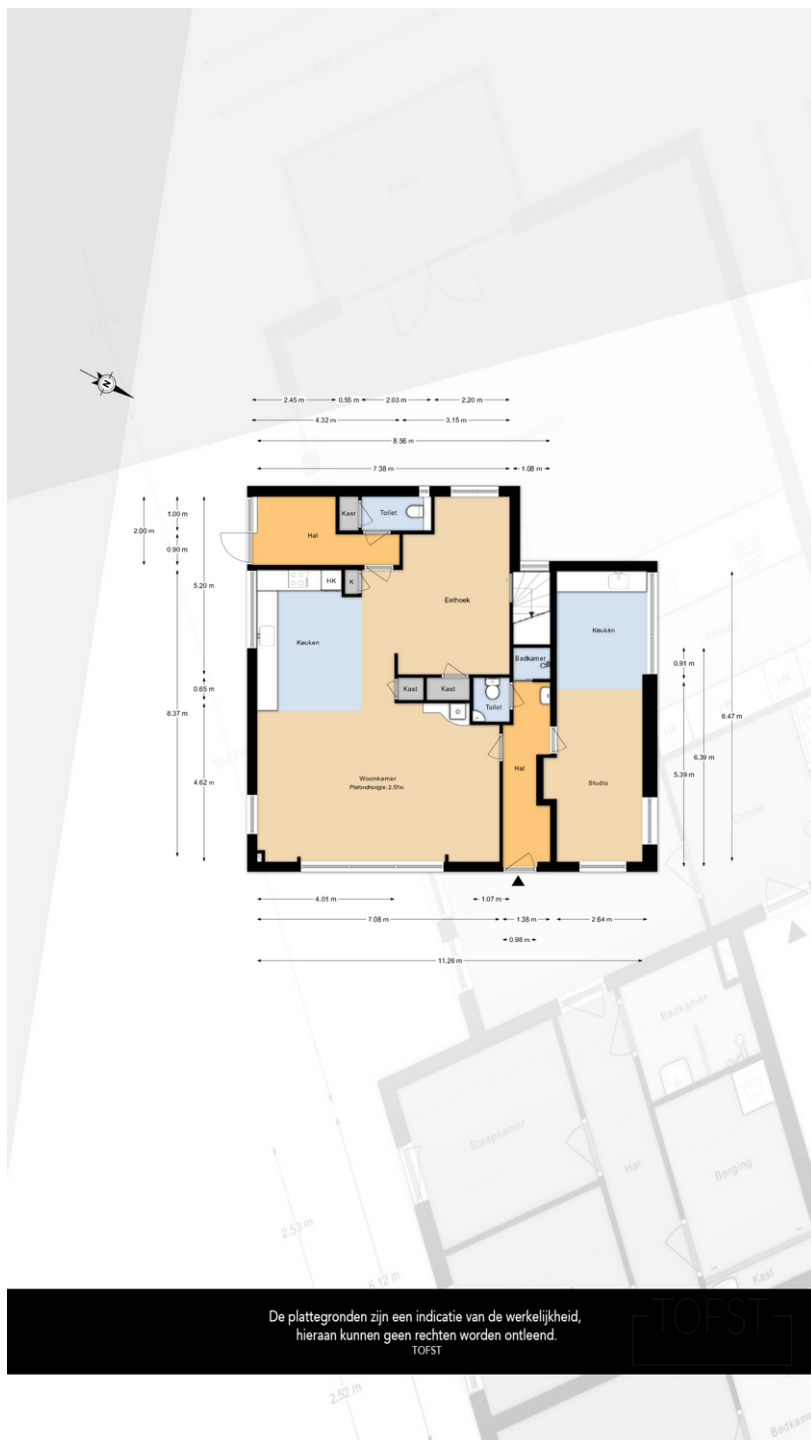 N
2.45 m
0.55 m
2.03 m
2.20 m
4.32 m
3.15 m
8.56 m
7.38 m
1.08 m
1.00 m
2.00 m
0.90 m
5.20 m
0.65 m
8.37 m
4.62 m
Kast
Toilet
Hal
HK
K
Eethoek
Keuken
Keuken
Badkamer
Kast
Kast
Toilet
Woonkamer
Plafondhoogte: 2.57m
Hal
Studio
0.91 m
8.47 m
6.39 m
5.39 m
4.01 m
1.07 m
7.08 m
1.38 m
2.64 m
0.98 m
11.26 m
Keuken
HK
HK
Entree
Badkamer
Slaapkamer
Hal
Berging
Kast
2.53 m
5.12 m
De plattegronden zijn een indicatie van de werkelijkheid,
hieraan kunnen geen rechten worden ontleend.
TOFST
TOFST
2.52 m
Badkamer